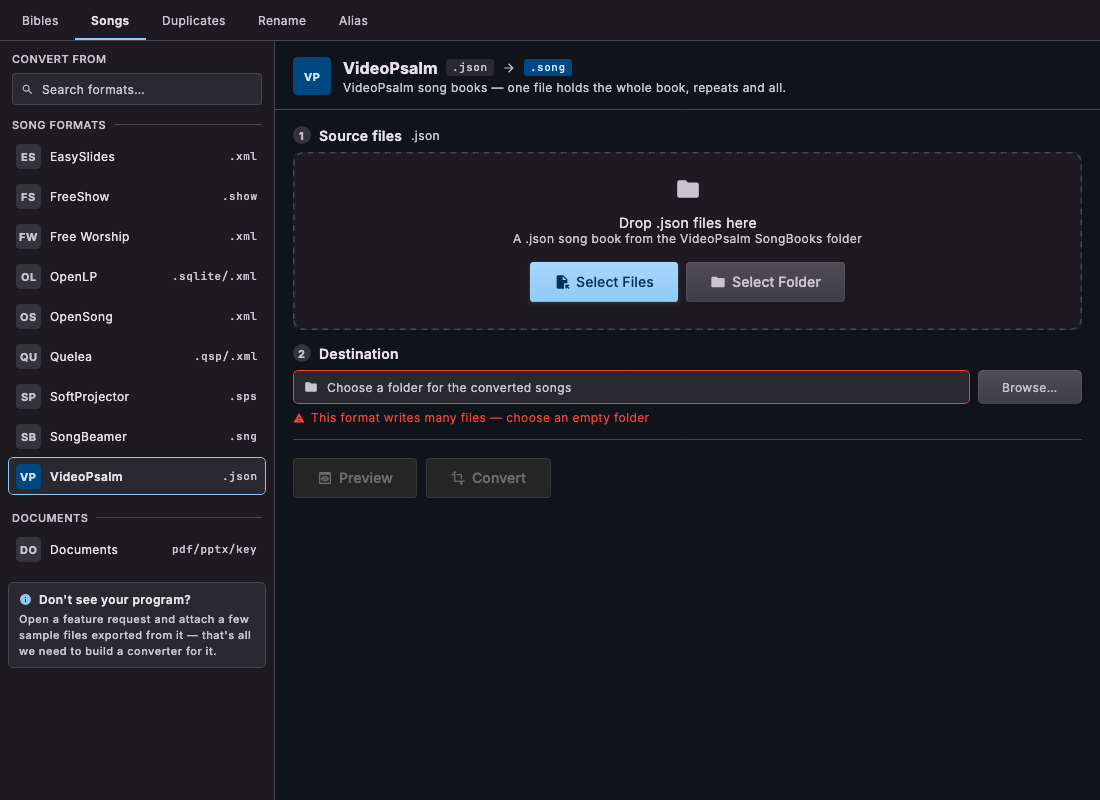 Bibles
Songs
Duplicates
Rename
Alias
CONVERT FROM
Search formats...
SONG FORMATS
ES EasySlides .xml
FS FreeShow .show
FW Free Worship .xml
OL OpenLP .sqlite/.xml
OS OpenSong .xml
QU Quelea .qsp/.xml
SP SoftProjector .sps
SB SongBeamer .sng
VP VideoPsalm .json
DOCUMENTS
DO Documents pdf/pptx/key
Don't see your program?
Open a feature request and attach a few
sample files exported from it — that's all
we need to build a converter for it.
VP VideoPsalm .json → .song
VideoPsalm song books — one file holds the whole book, repeats and all.
1 Source files .json
Drop .json files here
A .json song book from the VideoPsalm SongBooks folder
Select Files
Select Folder
2 Destination
Choose a folder for the converted songs
Browse...
This format writes many files — choose an empty folder
Preview
Convert